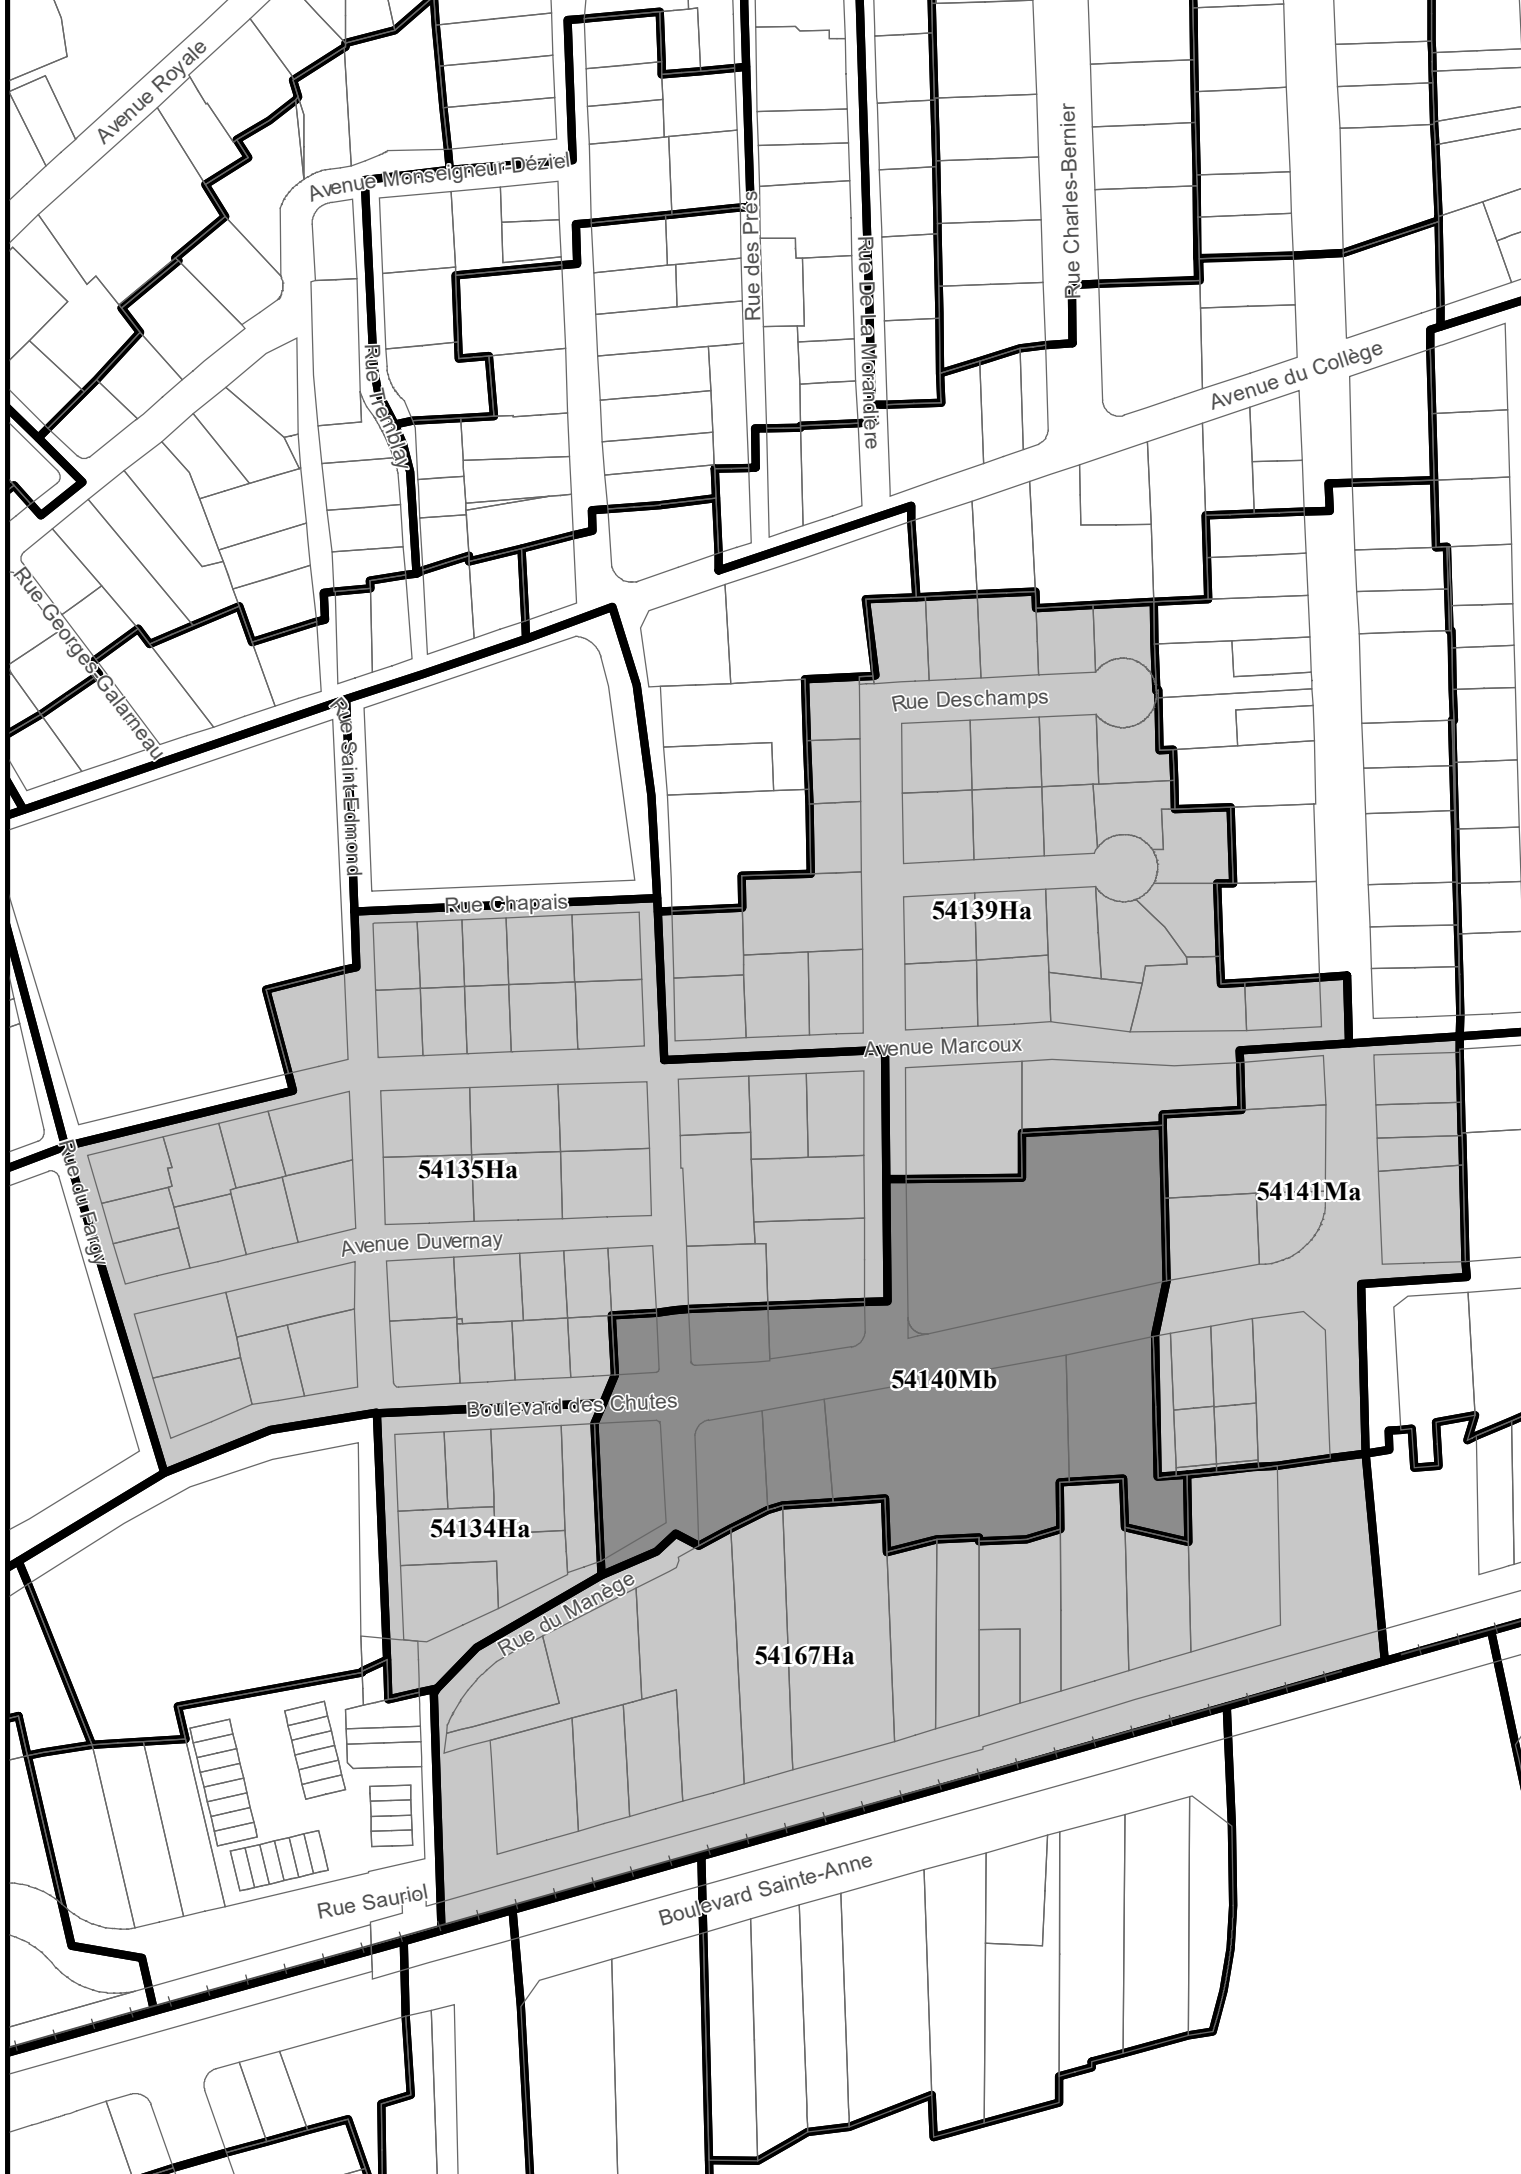 Avenue Royale
Avenue Monseigneur-Déziel
Rue Charles-Bernier
Rue des Prés
Rue De La Morandière
Rue Tremblay
Avenue du Collège
Rue Georges-Galarneau
Rue Saint-Edmond
Rue Deschamps
Rue Chapais
54139Ha
Avenue Marcoux
Rue du Fargy
54135Ha
54141Ma
Avenue Duvernay
54140Mb
Boulevard des Chutes
54134Ha
Rue du Manège
54167Ha
Rue Sauriol
Boulevard Sainte-Anne